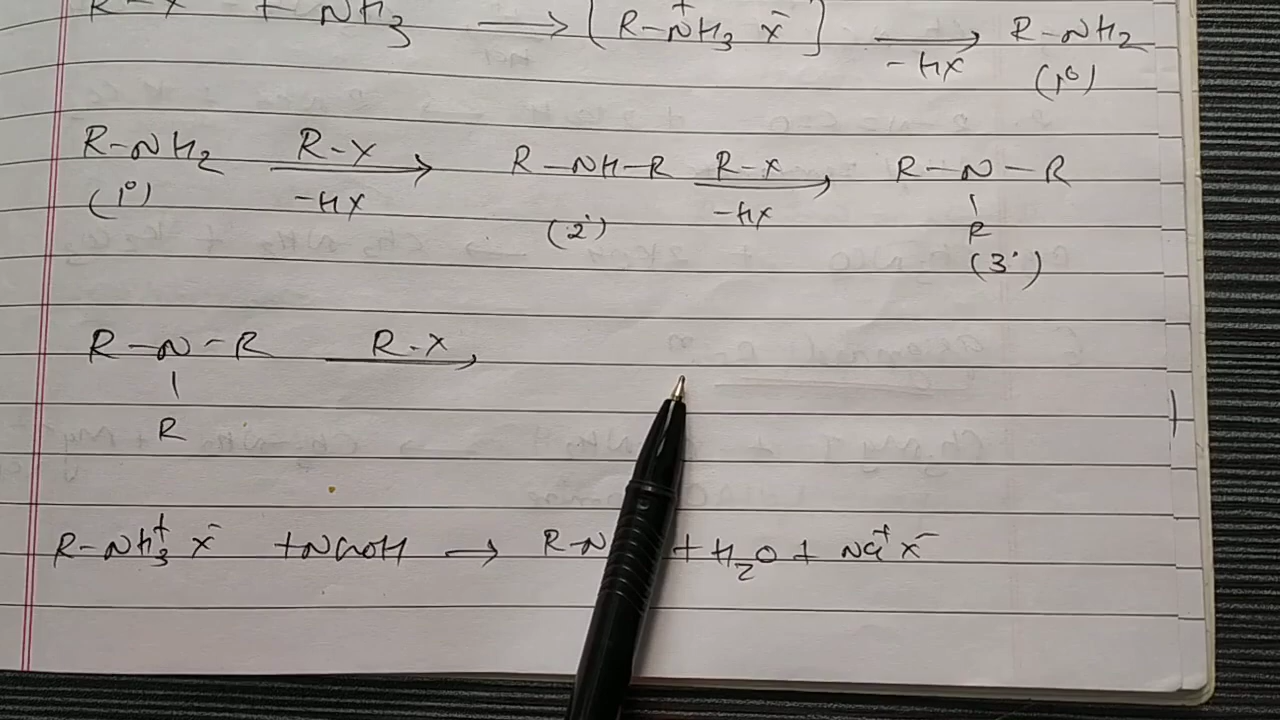 R-X + NH3 ⟶ [R-N⁺H3 X⁻] ⟶ R-NH2
-HX (1°)
R-NH2 R-X ⟶ R-NH-R R-X ⟶ R-N-R
(1°) -HX (2°) -HX R
(3°)
R-N-R R-X ⟶
R
R-NH3⁺ X⁻ +NaOH ⟶ R-N + H2O + Na⁺X⁻